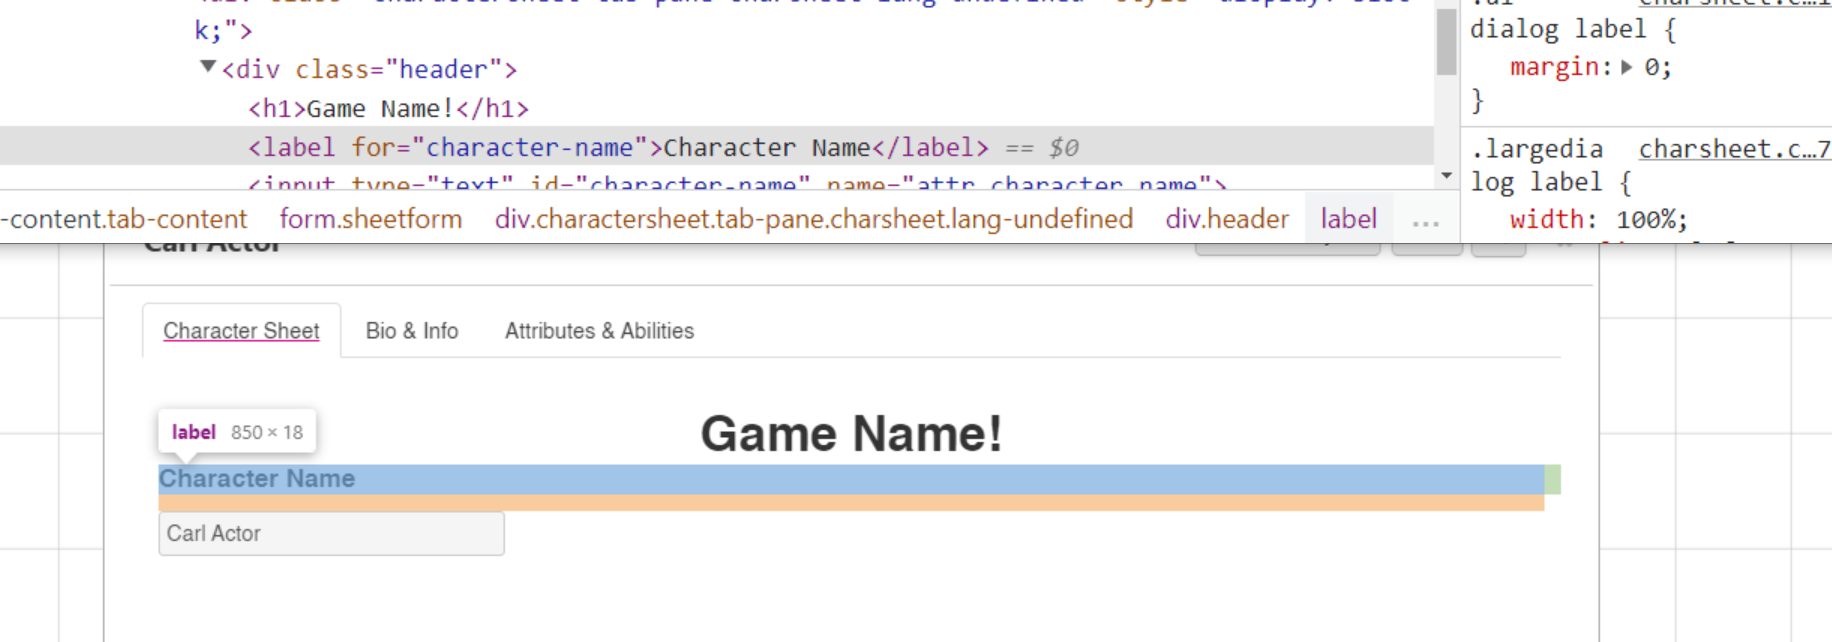 k;">
<div class="header">
<h1>Game Name!</h1>
<label for="character-name">Character Name</label> == $0
<input type="text" id="character-name" name="attr_character_name">
-content.tab-content form.sheetform div.charactersheet.tab-pane.charsheet.lang-undefined div.header label ...
dialog label {
margin: 0;
}
.largedia charsheet.c…7
log label {
width: 100%;
Carl Actor
Character Sheet Bio & Info Attributes & Abilities
label 850 × 18
Game Name!
Character Name
Carl Actor